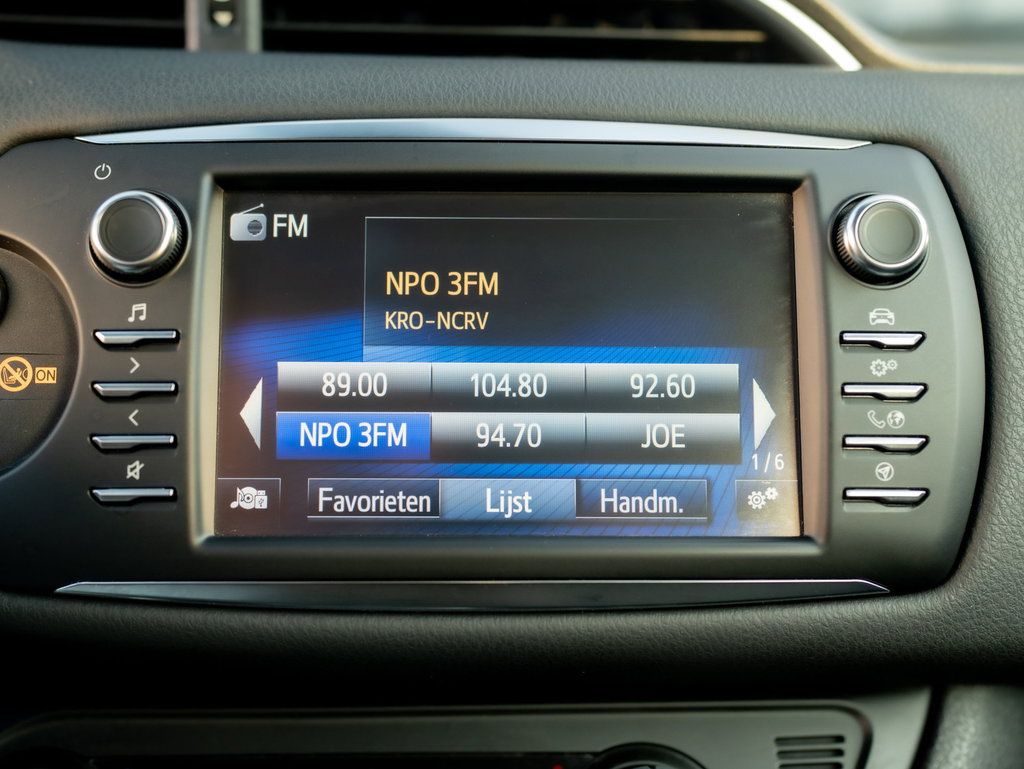 FM
NPO 3FM
KRO-NCRV
89.00 104.80 92.60
NPO 3FM 94.70 JOE
1/6
Favorieten Lijst Handm.
ON